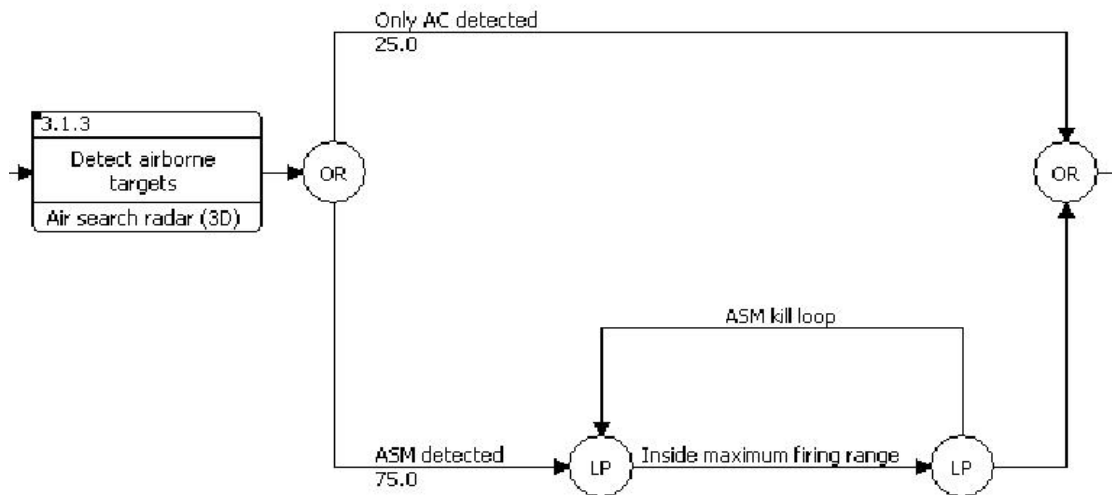 Only AC detected
25.0
3.1.3
Detect airborne
targets
Air search radar (3D)
OR
OR
ASM kill loop
ASM detected
75.0
LP
Inside maximum firing range
LP